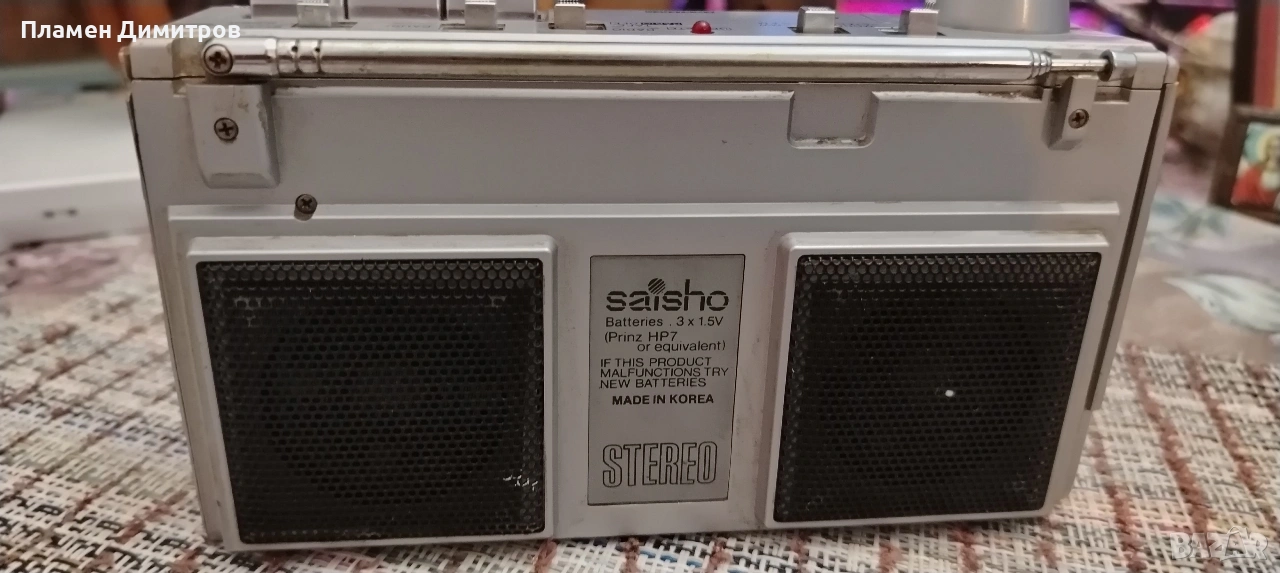 Пламен Димитров
saisho
Batteries . 3 x 1.5V
(Prinz HP7
or equivalent)
IF THIS PRODUCT
MALFUNCTIONS TRY
NEW BATTERIES
MADE IN KOREA
STEREO
BAZAR